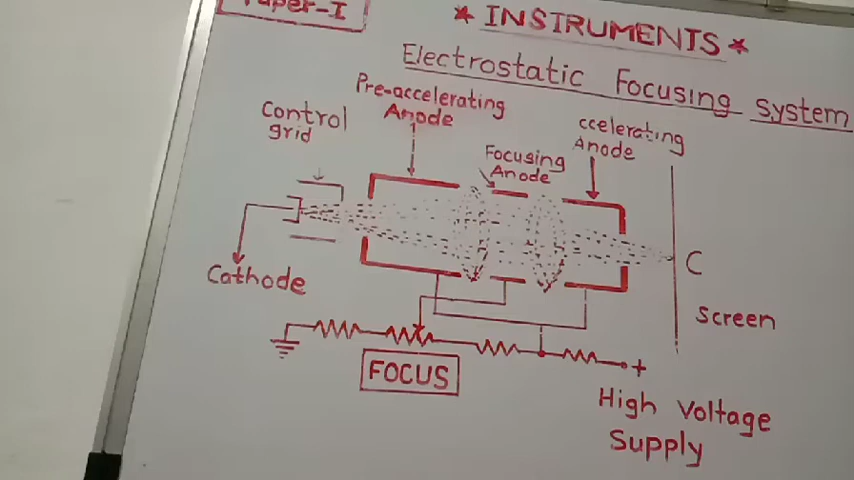 Paper-I
* INSTRUMENTS *
Electrostatic Focusing System
Pre-accelerating
Anode
Control
grid
ccelerating
Anode
Focusing
Anode
Cathode
C
Screen
FOCUS
+
High Voltage
Supply